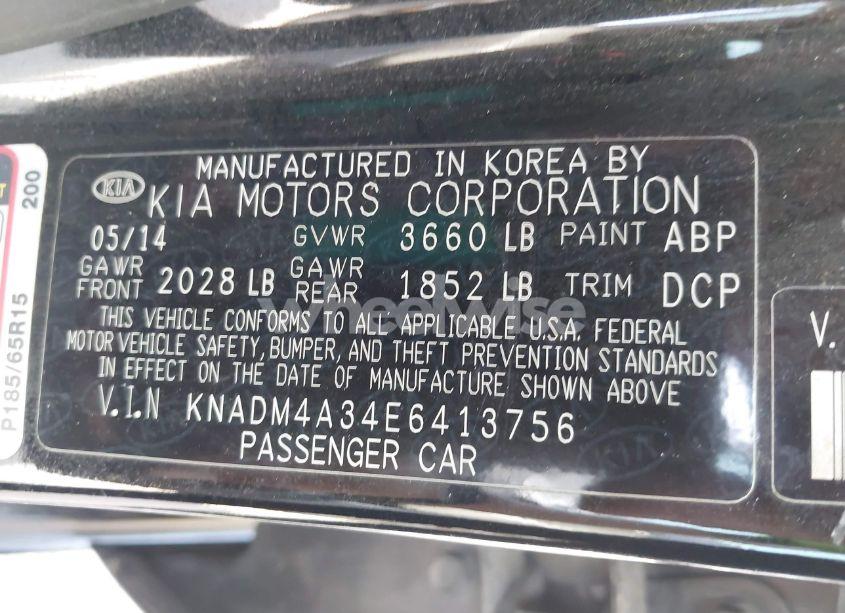 MANUFACTURED IN KOREA BY
KIA KIA MOTORS CORPORATION
05/14 GVWR 3660 LB PAINT ABP
GAWR FRONT 2028 LB GAWR REAR 1852 LB TRIM DCP
THIS VEHICLE CONFORMS TO ALL APPLICABLE U.S.A. FEDERAL
MOTOR VEHICLE SAFETY, BUMPER, AND THEFT PREVENTION STANDARDS
IN EFFECT ON THE DATE OF MANUFACTURE SHOWN ABOVE
V.I.N KNADM4A34E6413756
PASSENGER CAR
wheelwise
P185/65R15
200
V.